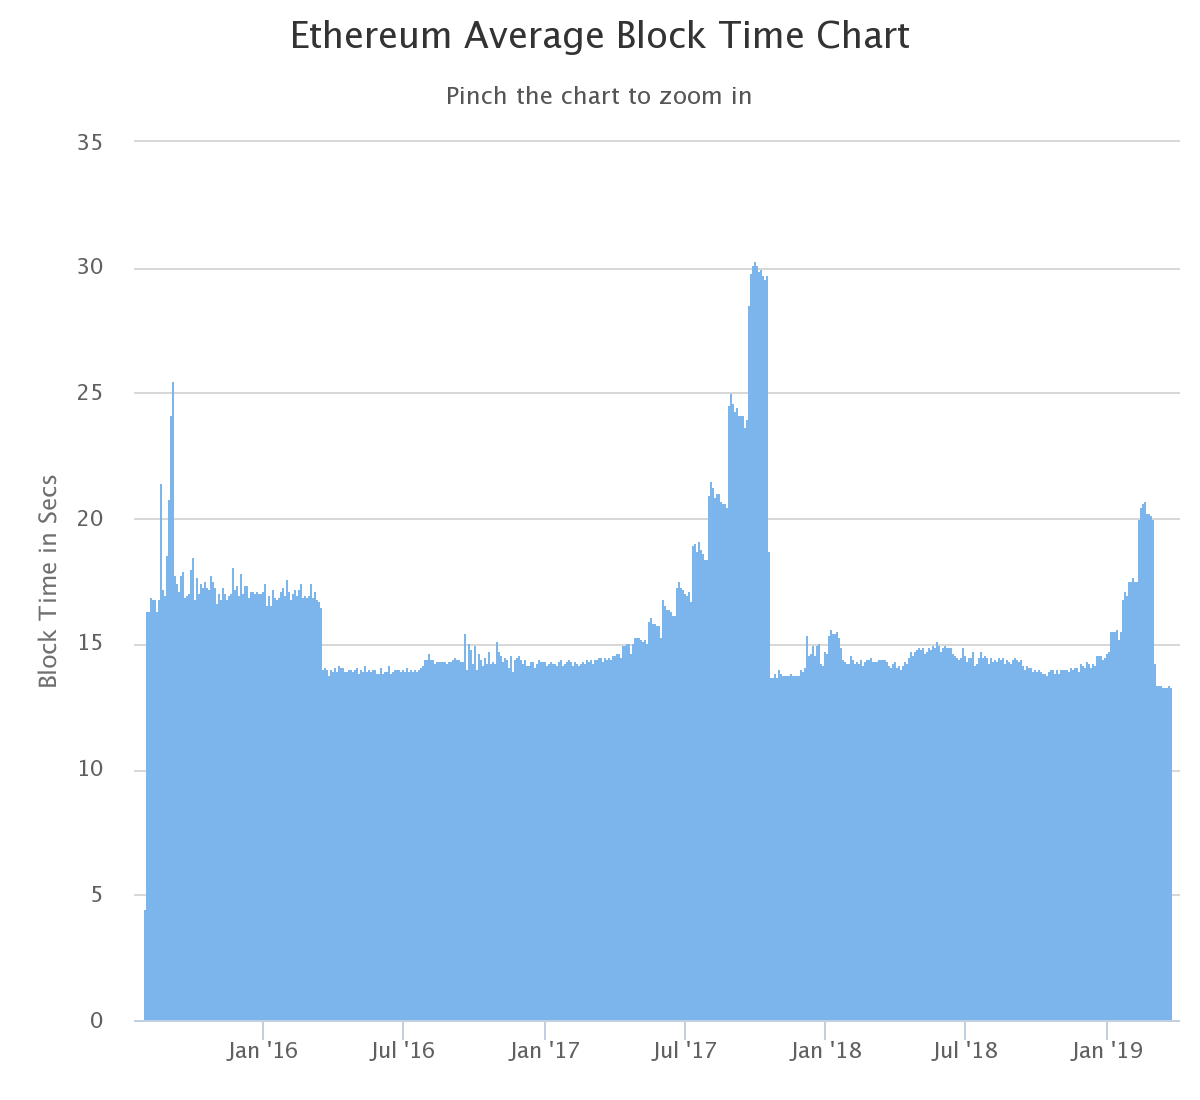 Ethereum Average Block Time Chart
Pinch the chart to zoom in
35
30
25
20
15
10
5
0
Block Time in Secs
Jan '16
Jul '16
Jan '17
Jul '17
Jan '18
Jul '18
Jan '19